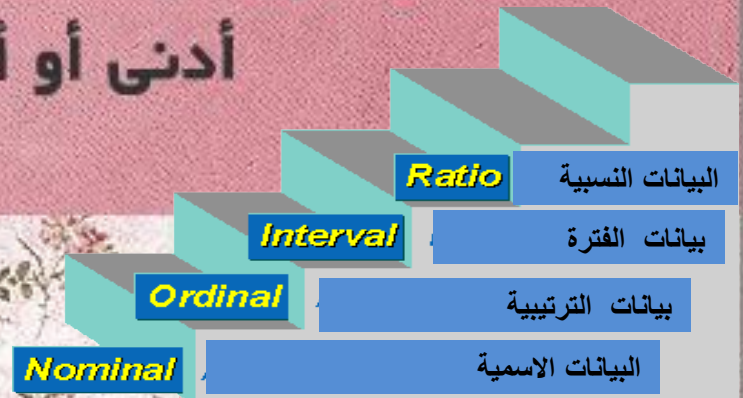 أدنى أو
Ratio البيانات النسبية
Interval بيانات الفترة
Ordinal بيانات الترتيبية
Nominal البيانات الاسمية